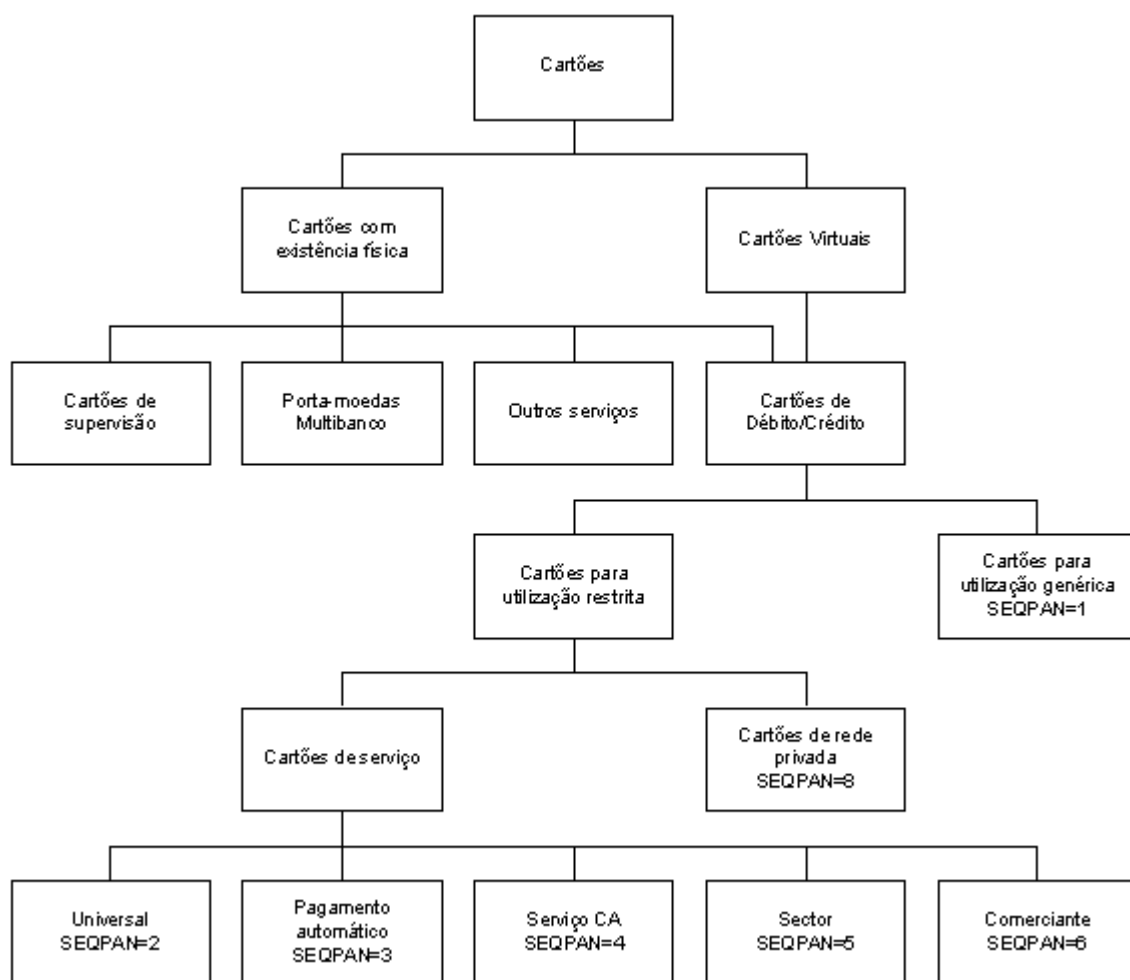 Cartões
Cartões com
existência física
Cartões Virtuais
Cartões de
supervisão
Porta-moedas
Multibanco
Outros serviços
Cartões de
Débito/Crédito
Cartões para
utilização restrita
Cartões para
utilização genérica
SEQPAN=1
Cartões de serviço
Cartões de rede
privada
SEQPAN=8
Universal
SEQPAN=2
Pagamento
automático
SEQPAN=3
Serviço CA
SEQPAN=4
Sector
SEQPAN=5
Comerciante
SEQPAN=6